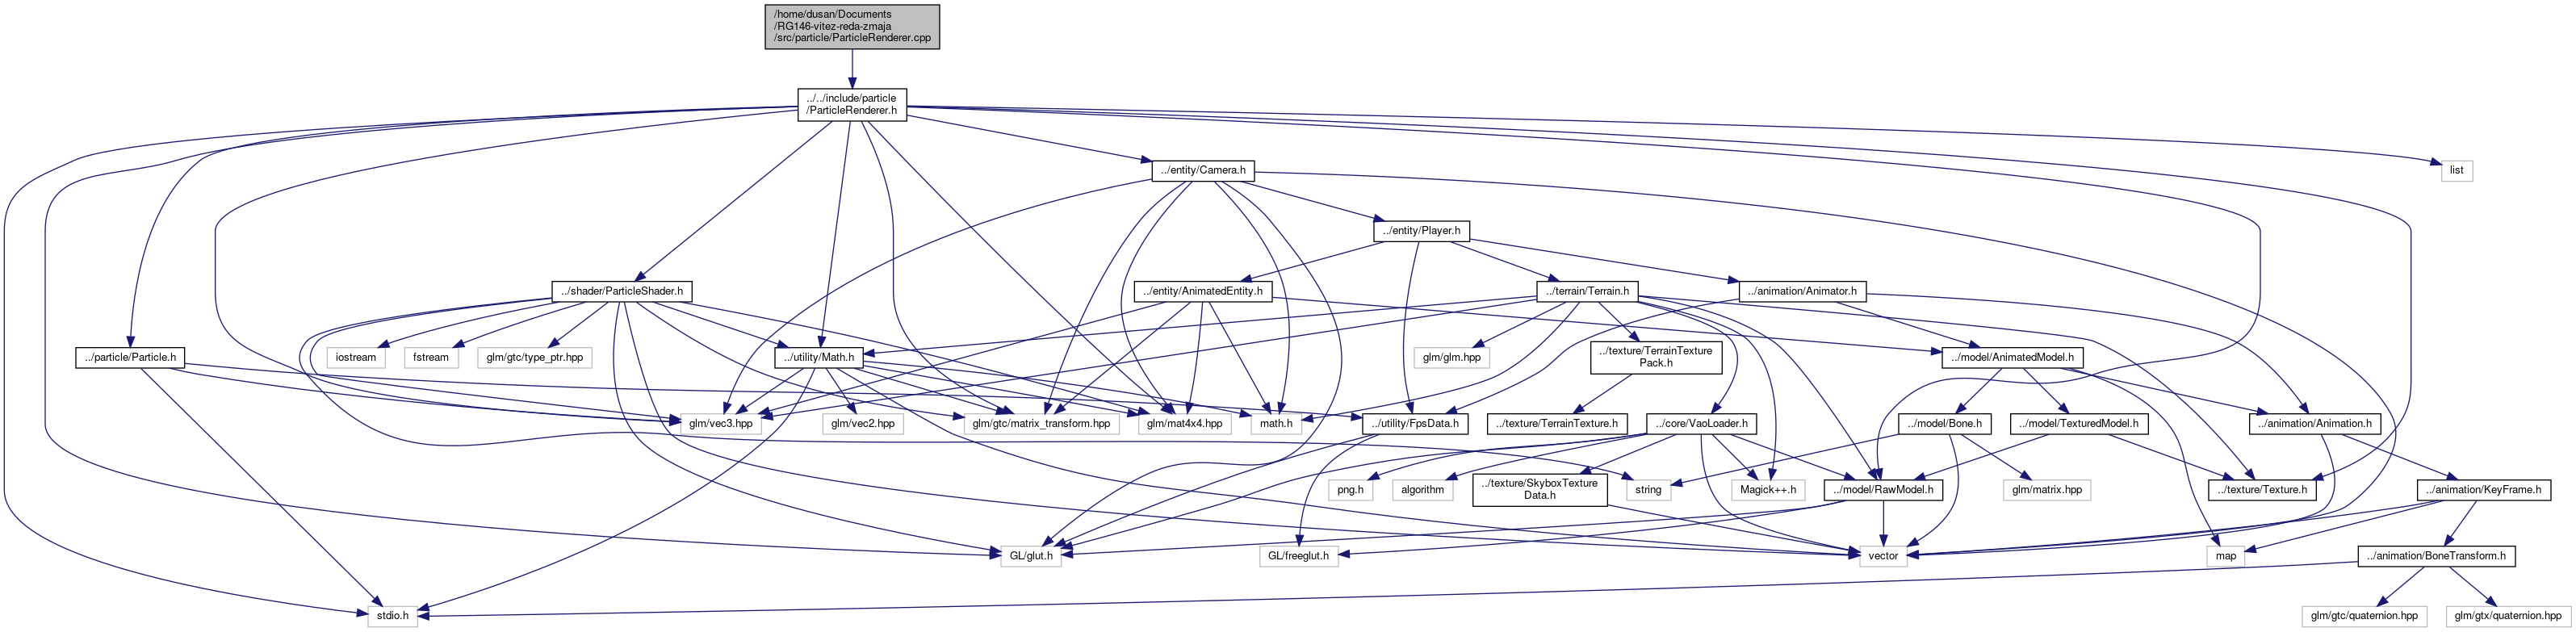 /home/dusan/Documents
/RG146-vitez-reda-zmaja
/src/particle/ParticleRenderer.cpp
../../include/particle
/ParticleRenderer.h
../entity/Camera.h
list
../entity/Player.h
../shader/ParticleShader.h
../entity/AnimatedEntity.h
../terrain/Terrain.h
../animation/Animator.h
../particle/Particle.h
iostream
fstream
glm/gtc/type_ptr.hpp
../utility/Math.h
glm/glm.hpp
../texture/TerrainTexture
Pack.h
../model/AnimatedModel.h
glm/vec3.hpp
glm/vec2.hpp
glm/gtc/matrix_transform.hpp
glm/mat4x4.hpp
math.h
../utility/FpsData.h
../texture/TerrainTexture.h
../core/VaoLoader.h
../model/Bone.h
../model/TexturedModel.h
../animation/Animation.h
png.h
algorithm
../texture/SkyboxTexture
Data.h
string
Magick++.h
../model/RawModel.h
glm/matrix.hpp
../texture/Texture.h
../animation/KeyFrame.h
GL/glut.h
GL/freeglut.h
vector
map
../animation/BoneTransform.h
stdio.h
glm/gtc/quaternion.hpp
glm/gtx/quaternion.hpp